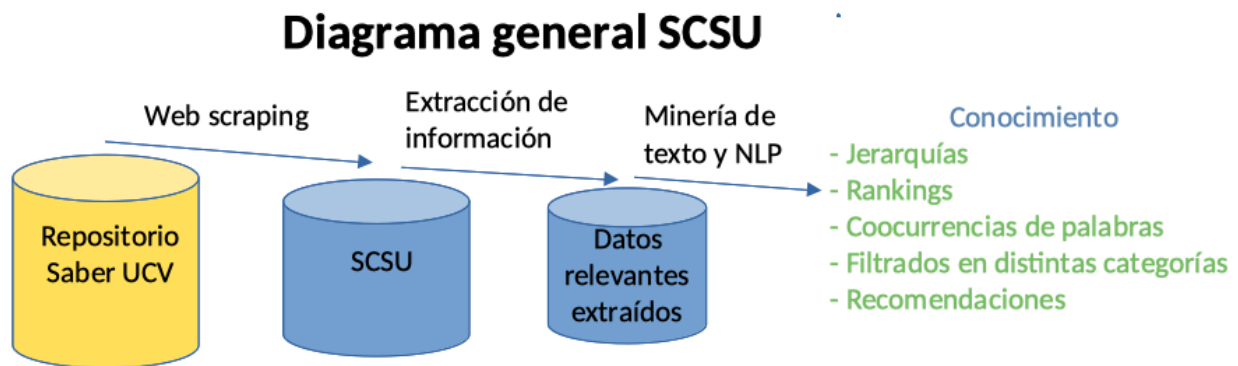 Diagrama general SCSU
Web scraping
Extracción de
información
Minería de
texto y NLP
Conocimiento
- Jerarquías
- Rankings
- Coocurrencias de palabras
- Filtrados en distintas categorías
- Recomendaciones
Repositorio
Saber UCV
SCSU
Datos
relevantes
extraídos